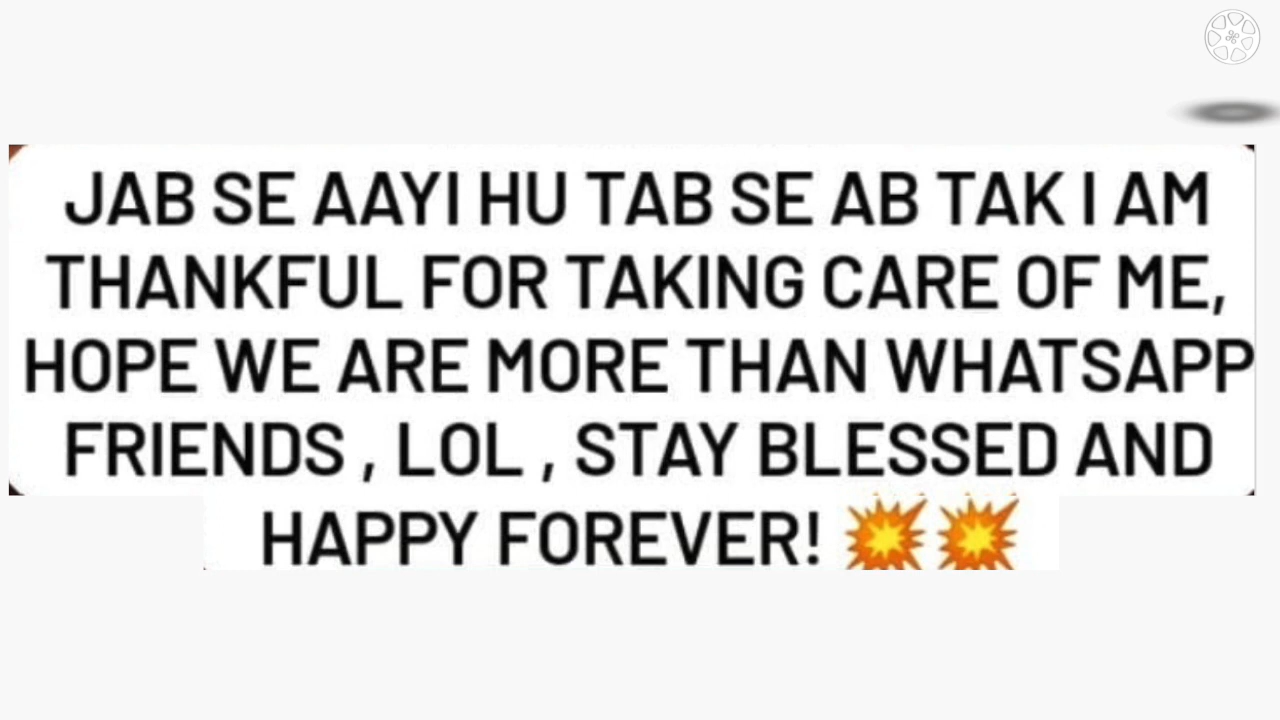 JAB SE AAYI HU TAB SE AB TAK I AM
THANKFUL FOR TAKING CARE OF ME,
HOPE WE ARE MORE THAN WHATSAPP
FRIENDS , LOL , STAY BLESSED AND
HAPPY FOREVER! 💥💥